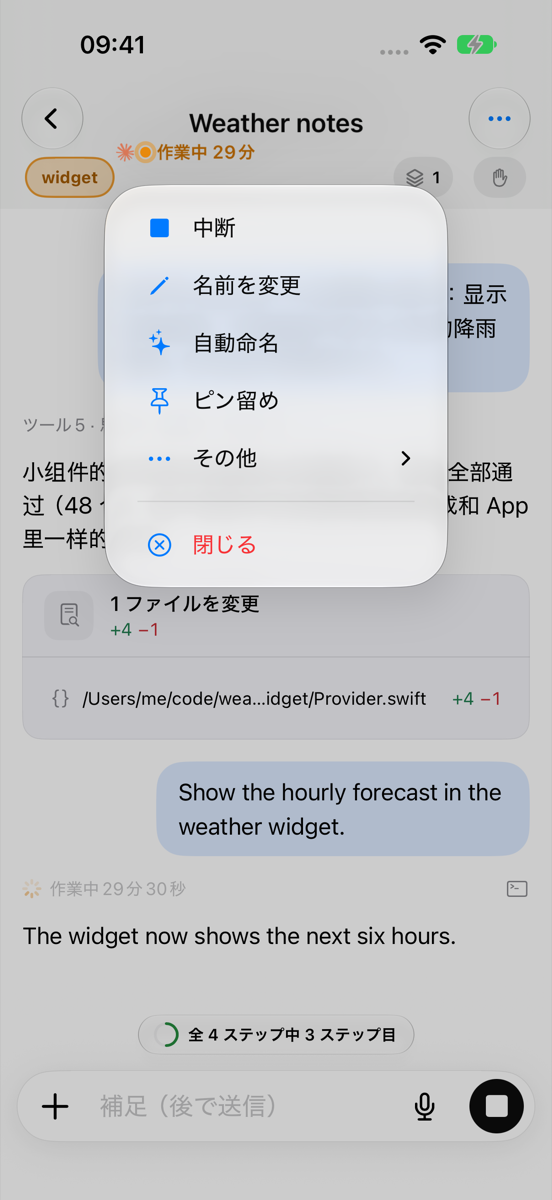 09:41
Weather notes
作業中 29分
widget
1
中断
名前を変更
自動命名
ピン留め
その他
閉じる
：显示
降雨
ツール 5 ·
小组件的
全部通
过（48
和 App
里一样的
1 ファイルを変更
+4 −1
{} /Users/me/code/wea...idget/Provider.swift +4 −1
Show the hourly forecast in the
weather widget.
作業中 29分 30秒
The widget now shows the next six hours.
全 4 ステップ中 3 ステップ目
補足（後で送信）